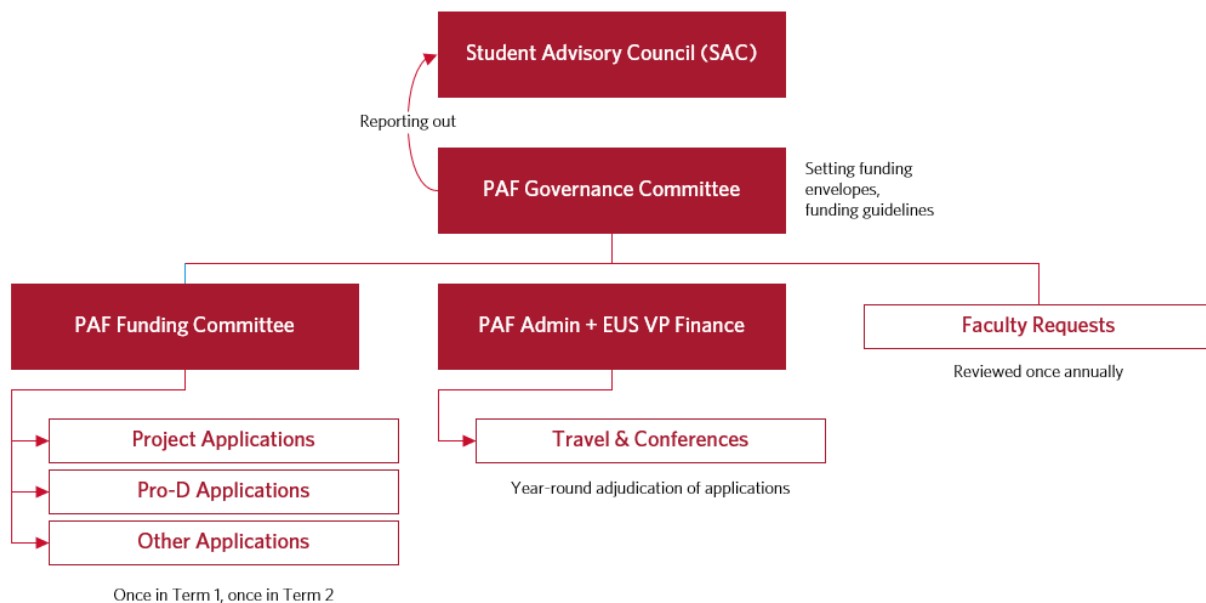 Student Advisory Council (SAC)
Reporting out
PAF Governance Committee
Setting funding
envelopes,
funding guidelines
PAF Funding Committee
PAF Admin + EUS VP Finance
Faculty Requests
Reviewed once annually
Project Applications
Travel & Conferences
Pro-D Applications
Year-round adjudication of applications
Other Applications
Once in Term 1, once in Term 2